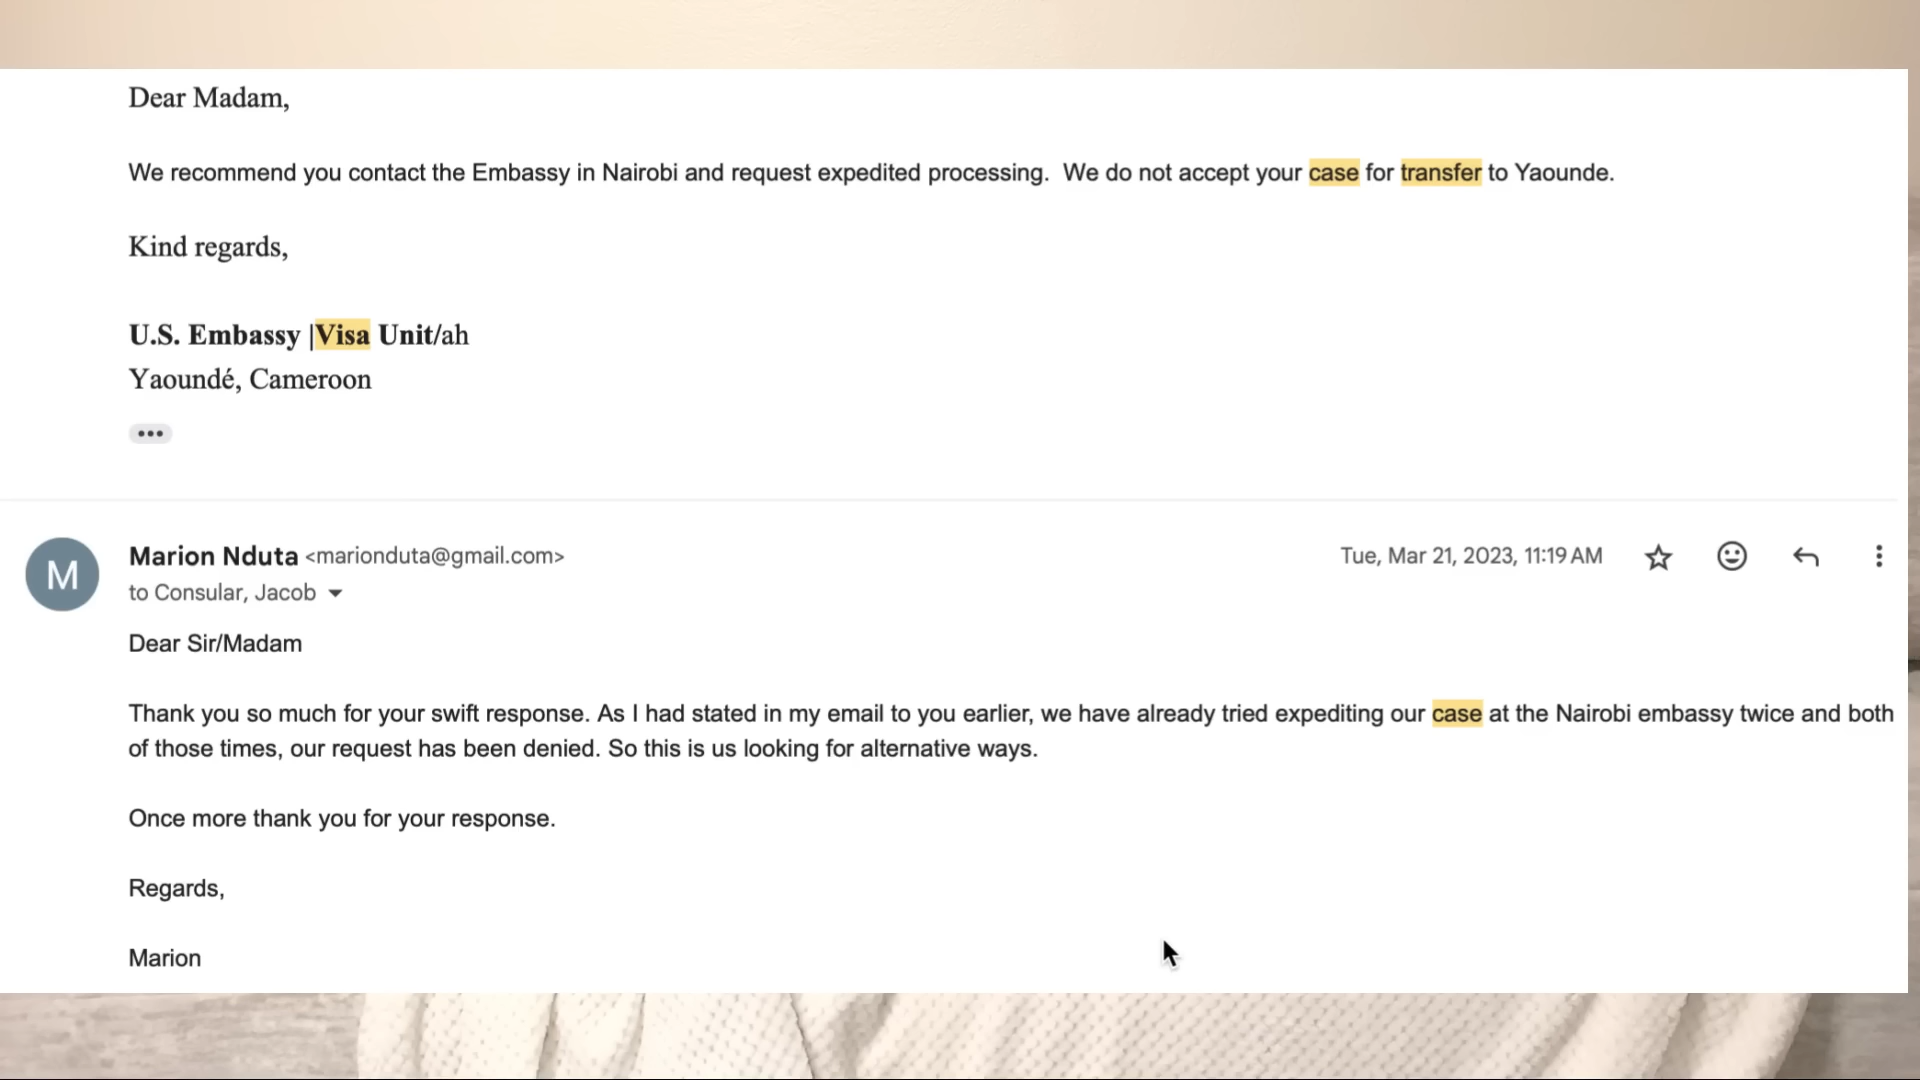 Dear Madam,
We recommend you contact the Embassy in Nairobi and request expedited processing.  We do not accept your case for transfer to Yaounde.
Kind regards,
U.S. Embassy |Visa Unit/ah
Yaoundé, Cameroon
M
Marion Nduta <marionduta@gmail.com>
Tue, Mar 21, 2023, 11:19 AM
to Consular, Jacob
Dear Sir/Madam
Thank you so much for your swift response. As I had stated in my email to you earlier, we have already tried expediting our case at the Nairobi embassy twice and both
of those times, our request has been denied. So this is us looking for alternative ways.
Once more thank you for your response.
Regards,
Marion